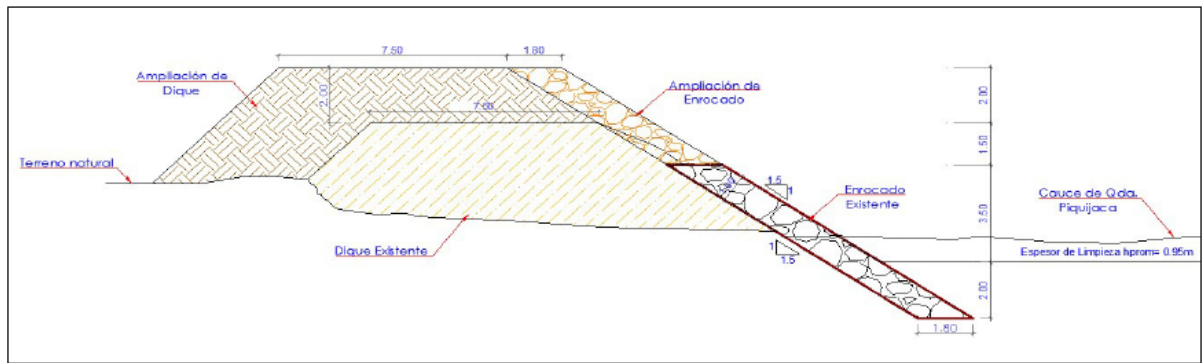 7.50
1.80
Ampliación de
Dique
2.00
7.50
Ampliación de
Enrocado
2.00
1.50
Terreno natural
1.5
1
Enrocado
Existente
Cauce de Qda.
Piquijaca
3.50
Dique Existente
1
1.5
Espesor de Limpieza hprom= 0.95m
2.00
1.80